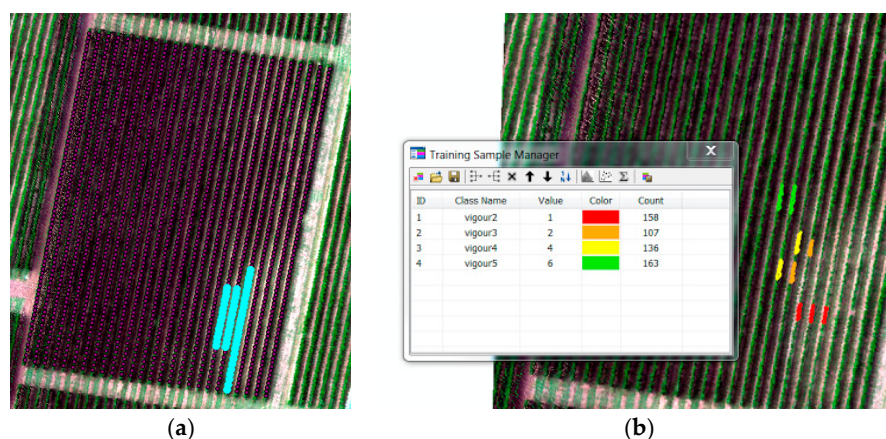 Training Sample Manager
X
Σ
ID Class Name Value Color Count
1 vigour2 1 158
2 vigour3 2 107
3 vigour4 4 136
4 vigour5 6 163
(a) (b)